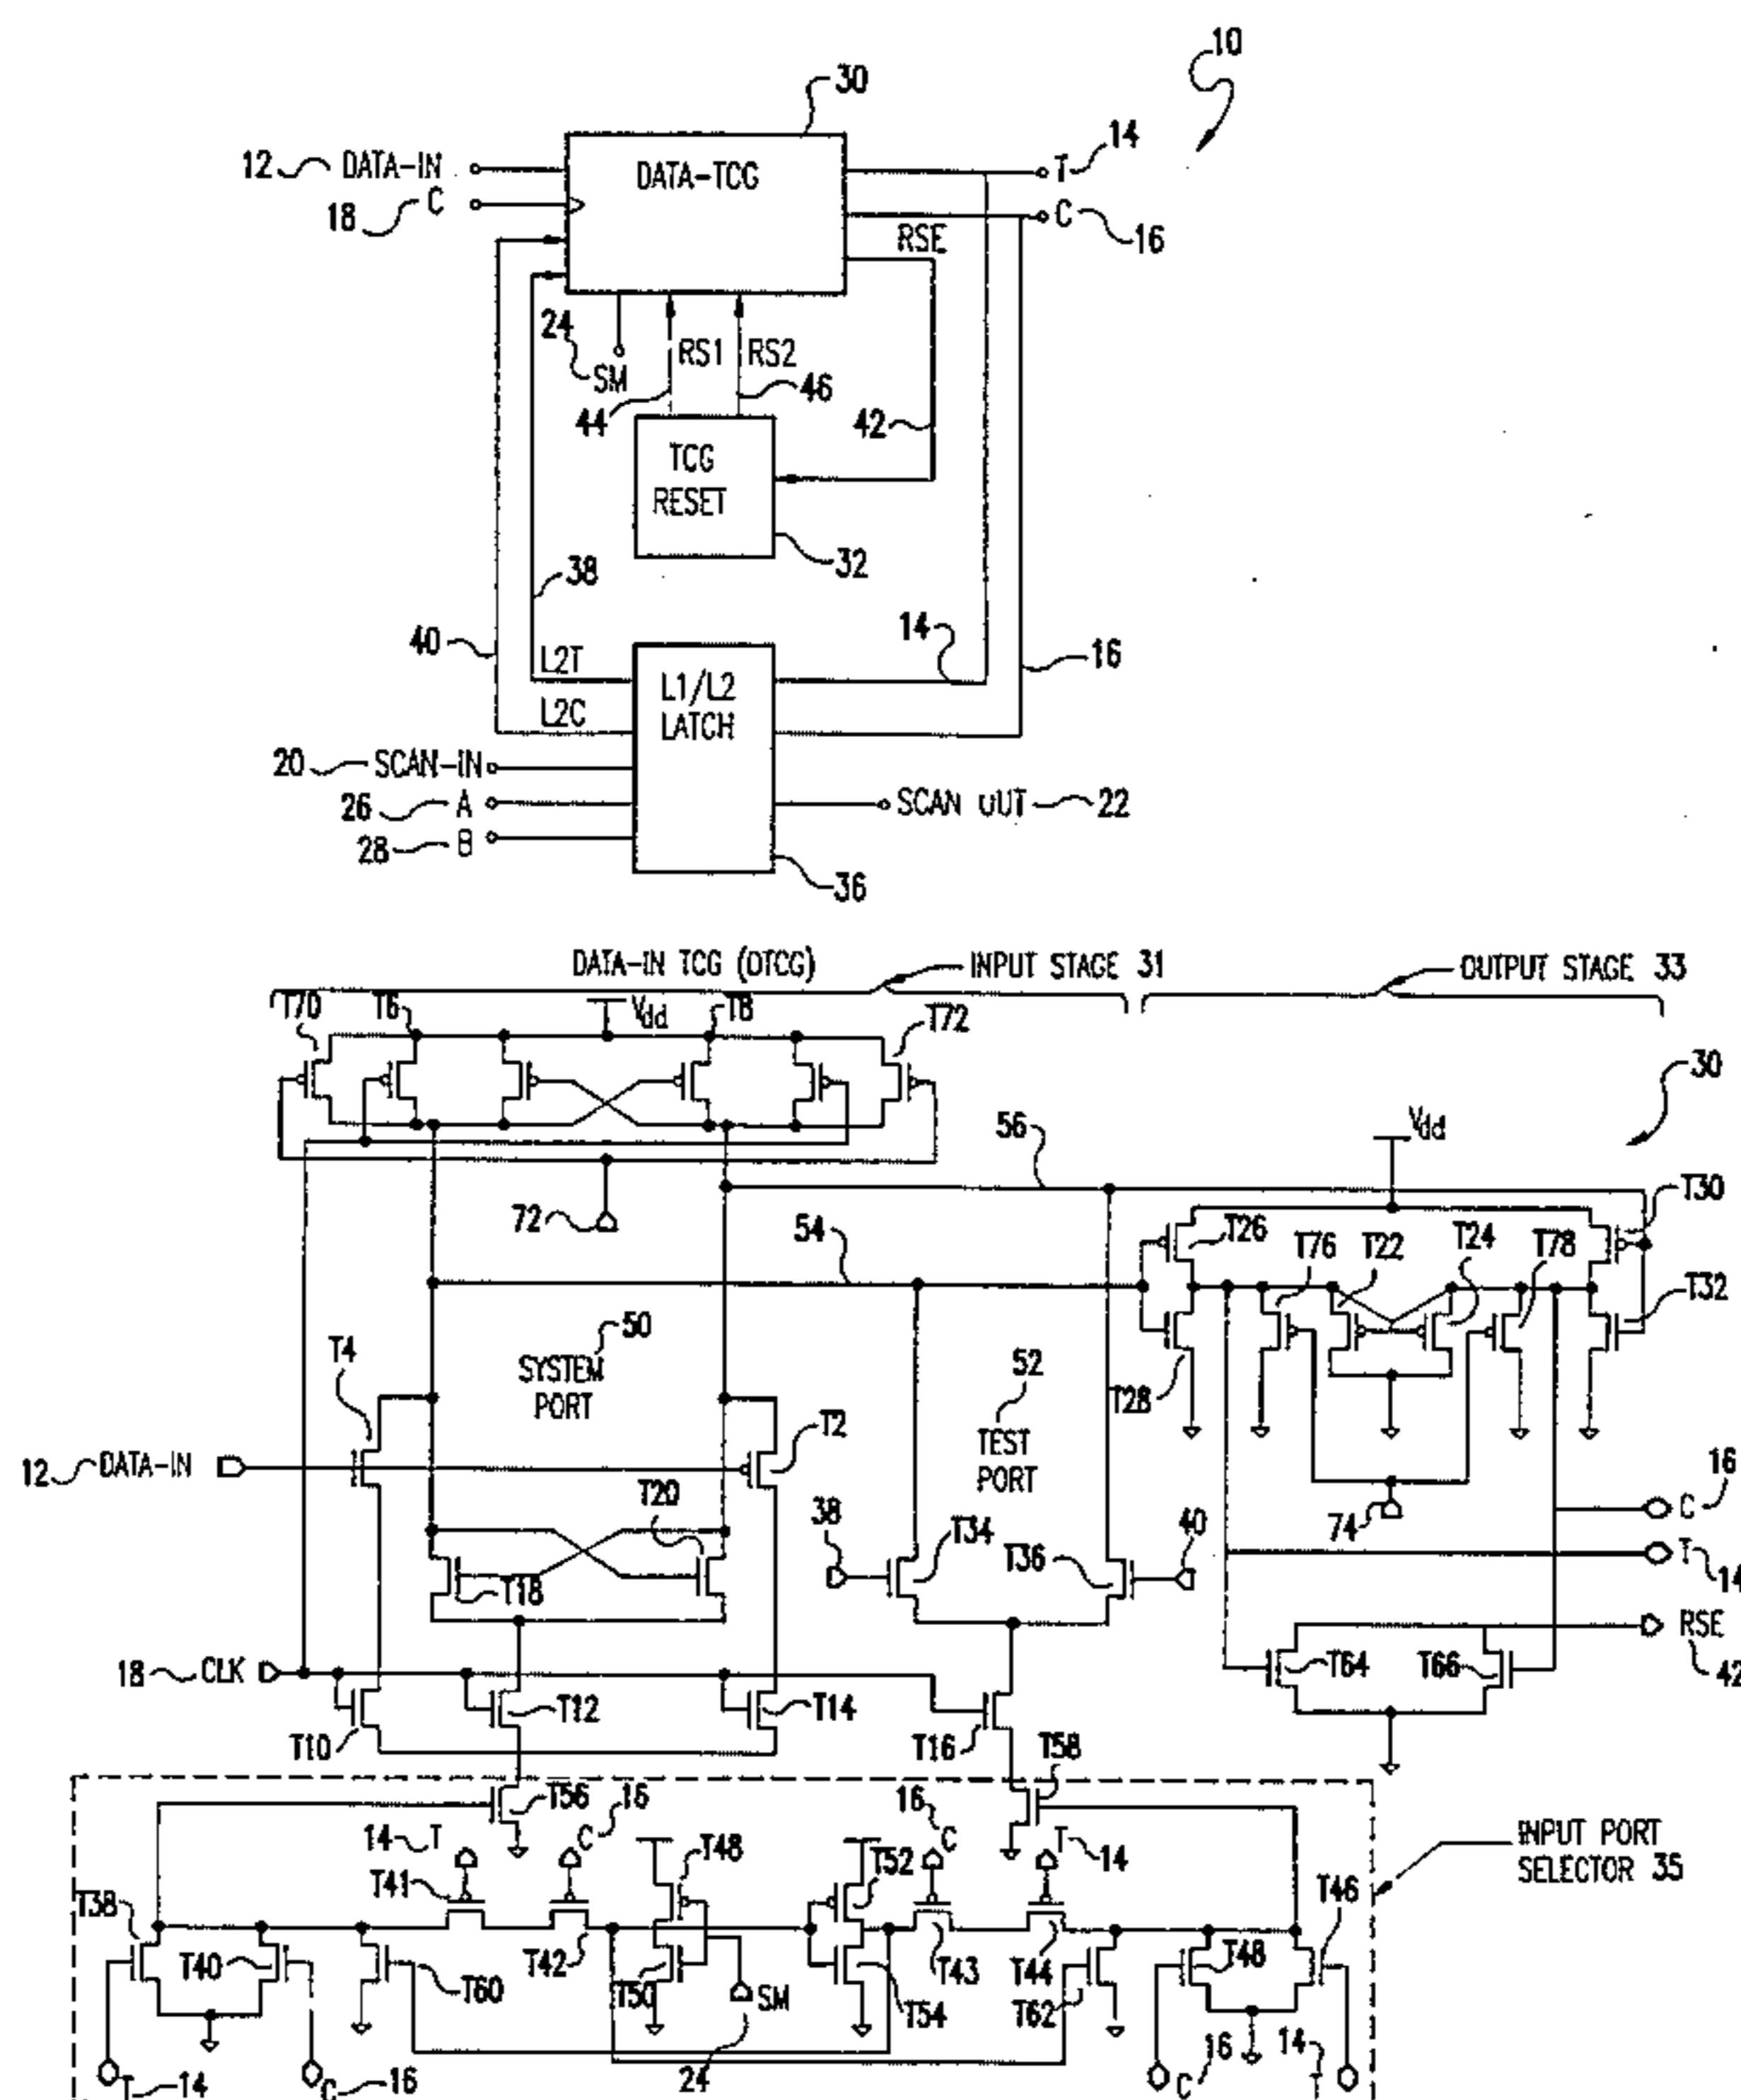 10
30
12 DATA-IN
DATA-TCG
T 14
18 C
C 16
RSE
24
SM
RS1
RS2
44
46
42
TCG
RESET
32
38
40
14
16
L2T
L1/L2
LATCH
L2C
20 SCAN-IN
26 A
SCAN OUT 22
28 B
36
DATA-IN TCG (DTCG)
INPUT STAGE 31
OUTPUT STAGE 33
T70
T6
Vdd
T8
T72
30
56
Vdd
T30
72
54
T26
T76
T22
T24
T78
T32
T4
SYSTEM
PORT
50
52
TEST
PORT
T28
T2
12 DATA-IN
T20
38
T34
T36
40
74
16
C
T
14
T18
RSE
42
18 CLK
T64
T66
T10
T12
T14
T16
T58
T56
14 T
16
C
T48
T52
16
C
T
14
INPUT PORT
SELECTOR 35
T38
T41
T46
T40
T60
T42
T50
SM
T54
T43
T44
T62
T48
24
T 14
C 16
C 16
14
T